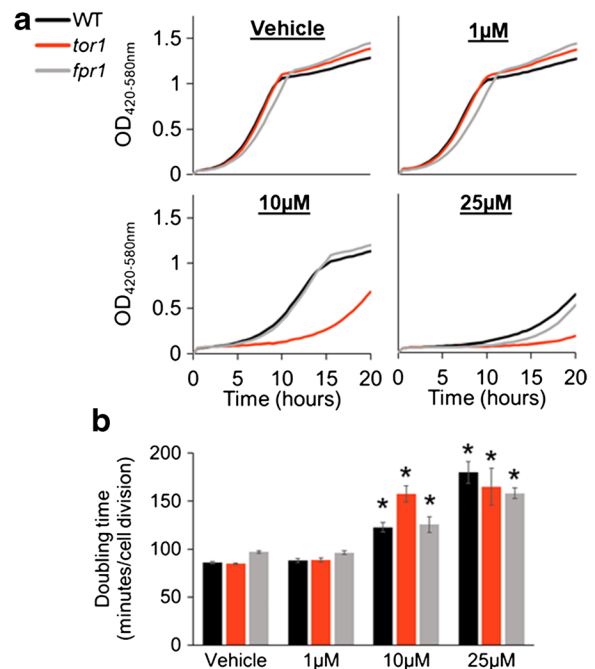 a
WT
tor1
fpr1
Vehicle
1µM
OD420-580nm
1.5
1
0.5
0
10µM
25µM
OD420-580nm
1.5
1
0.5
0
0 5 10 15 20
0 5 10 15 20
Time (hours)
Time (hours)
b
Doubling time
(minutes/cell division)
200
150
100
50
0
* * *
* * *
Vehicle 1µM 10µM 25µM